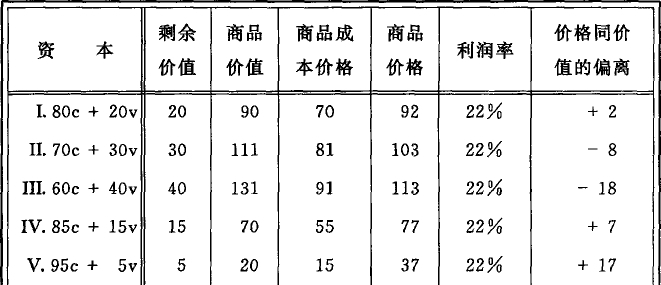 资 本 剩余价值 商品价值 商品成本价格 商品价格 利润率 价格同价值的偏离
I. 80c + 20v 20 90 70 92 22% + 2
II. 70c + 30v 30 111 81 103 22% - 8
III. 60c + 40v 40 131 91 113 22% - 18
IV. 85c + 15v 15 70 55 77 22% + 7
V. 95c + 5v 5 20 15 37 22% + 17